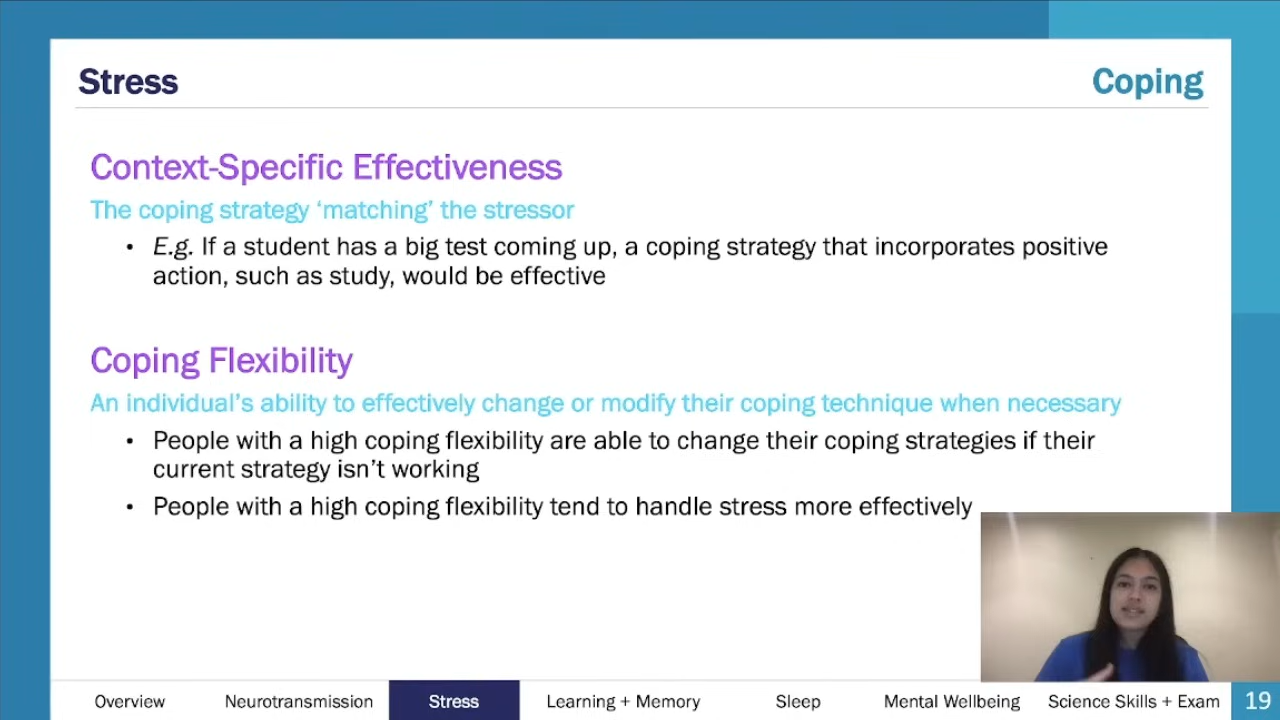 Stress
Coping
Context-Specific Effectiveness
The coping strategy ‘matching’ the stressor
• E.g. If a student has a big test coming up, a coping strategy that incorporates positive
action, such as study, would be effective
Coping Flexibility
An individual’s ability to effectively change or modify their coping technique when necessary
• People with a high coping flexibility are able to change their coping strategies if their
current strategy isn’t working
• People with a high coping flexibility tend to handle stress more effectively
Overview Neurotransmission Stress Learning + Memory Sleep Mental Wellbeing Science Skills + Exam 19